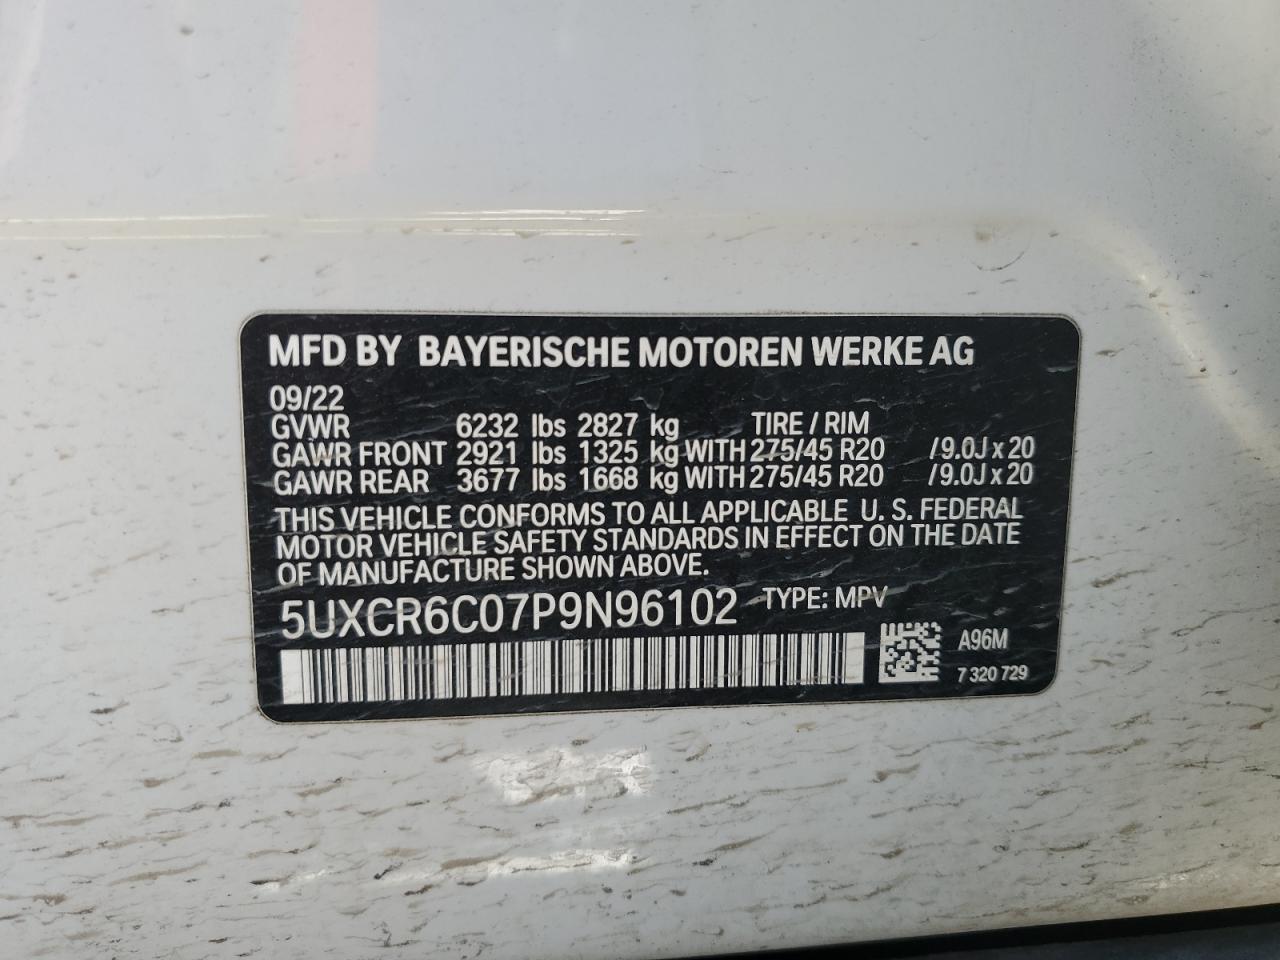 MFD BY BAYERISCHE MOTOREN WERKE AG
09/22
GVWR 6232 lbs 2827 kg TIRE / RIM
GAWR FRONT 2921 lbs 1325 kg WITH 275/45 R20 / 9.0J x 20
GAWR REAR 3677 lbs 1668 kg WITH 275/45 R20 / 9.0J x 20
THIS VEHICLE CONFORMS TO ALL APPLICABLE U. S. FEDERAL
MOTOR VEHICLE SAFETY STANDARDS IN EFFECT ON THE DATE
OF MANUFACTURE SHOWN ABOVE.
5UXCR6C07P9N96102 TYPE: MPV
A96M
7 320 729